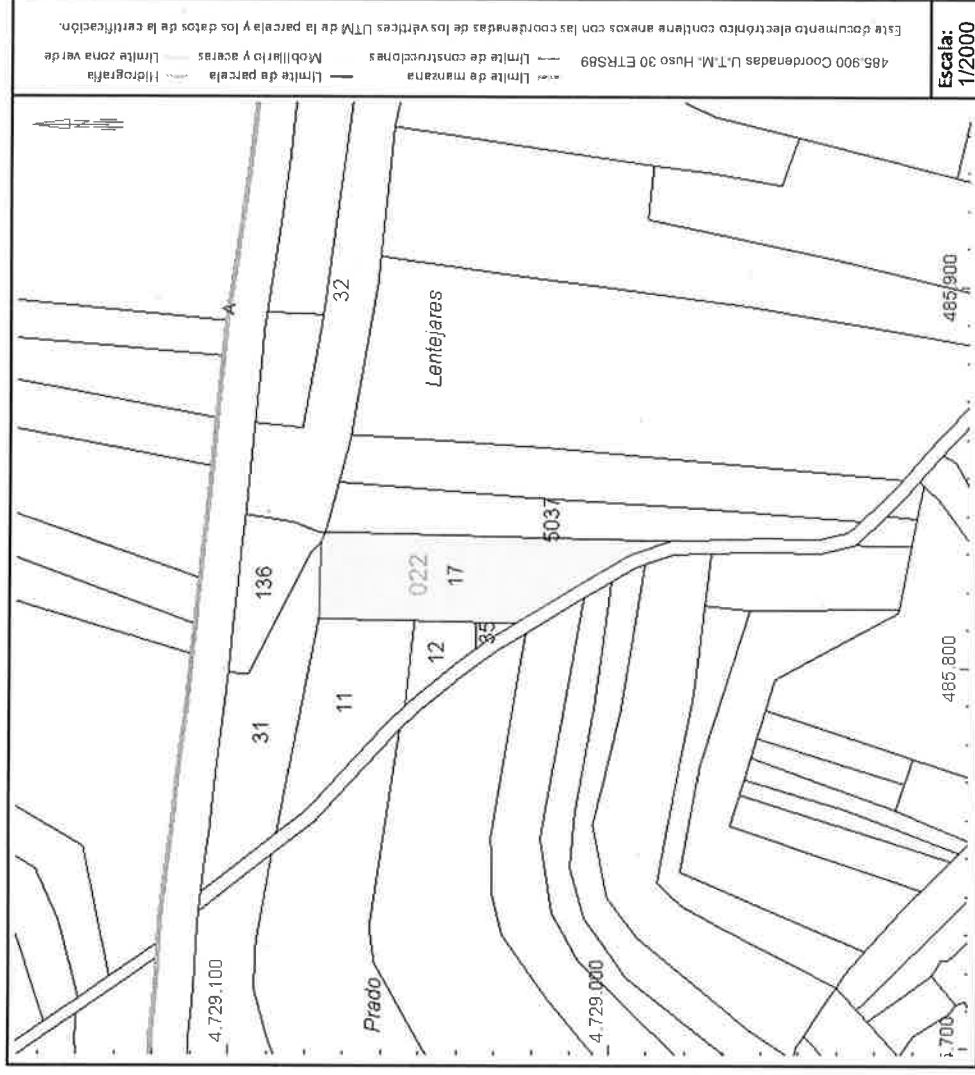 Este documento electrónico contiene anexos con las coordenadas de los vértices UTM de la parcela y los datos de la certificación.
485.900 Coordenadas U.T.M. Huso 30 ETRS89
Límite de manzana
Límite de construcciones
Límite de parcela
Mobiliario y aceras
Hidrografía
Límite zona verde
Escala:
1/2000
A
32
Lentejares
136
022
17
5037
31
11
12
35
4.729.100
Prado
4.729.000
485.900
485.800